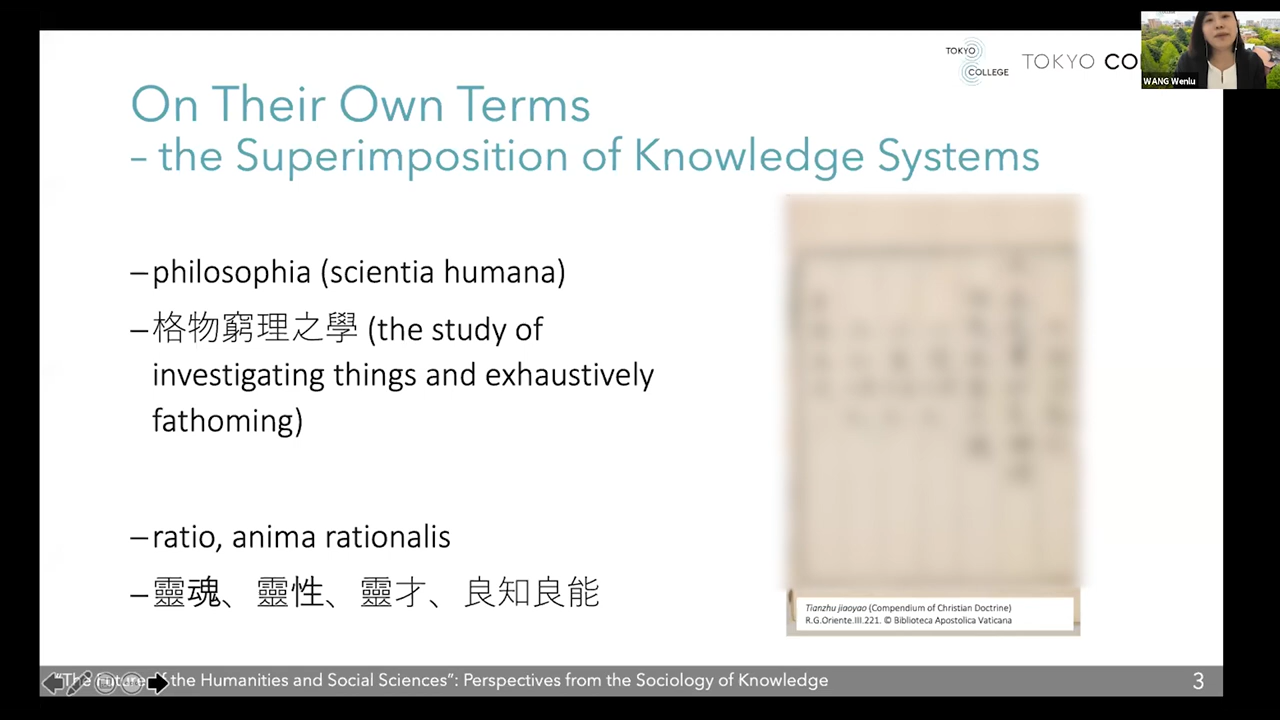 TOKYO
COLLEGE
TOKYO CO
WANG Wenlu
On Their Own Terms
– the Superimposition of Knowledge Systems
–philosophia (scientia humana)
–格物窮理之學 (the study of
investigating things and exhaustively
fathoming)
–ratio, anima rationalis
–靈魂、靈性、靈才、良知良能
Tianzhu jiaoyao (Compendium of Christian Doctrine)
R.G.Oriente.III.221. © Biblioteca Apostolica Vaticana
“The Future of the Humanities and Social Sciences”: Perspectives from the Sociology of Knowledge
3